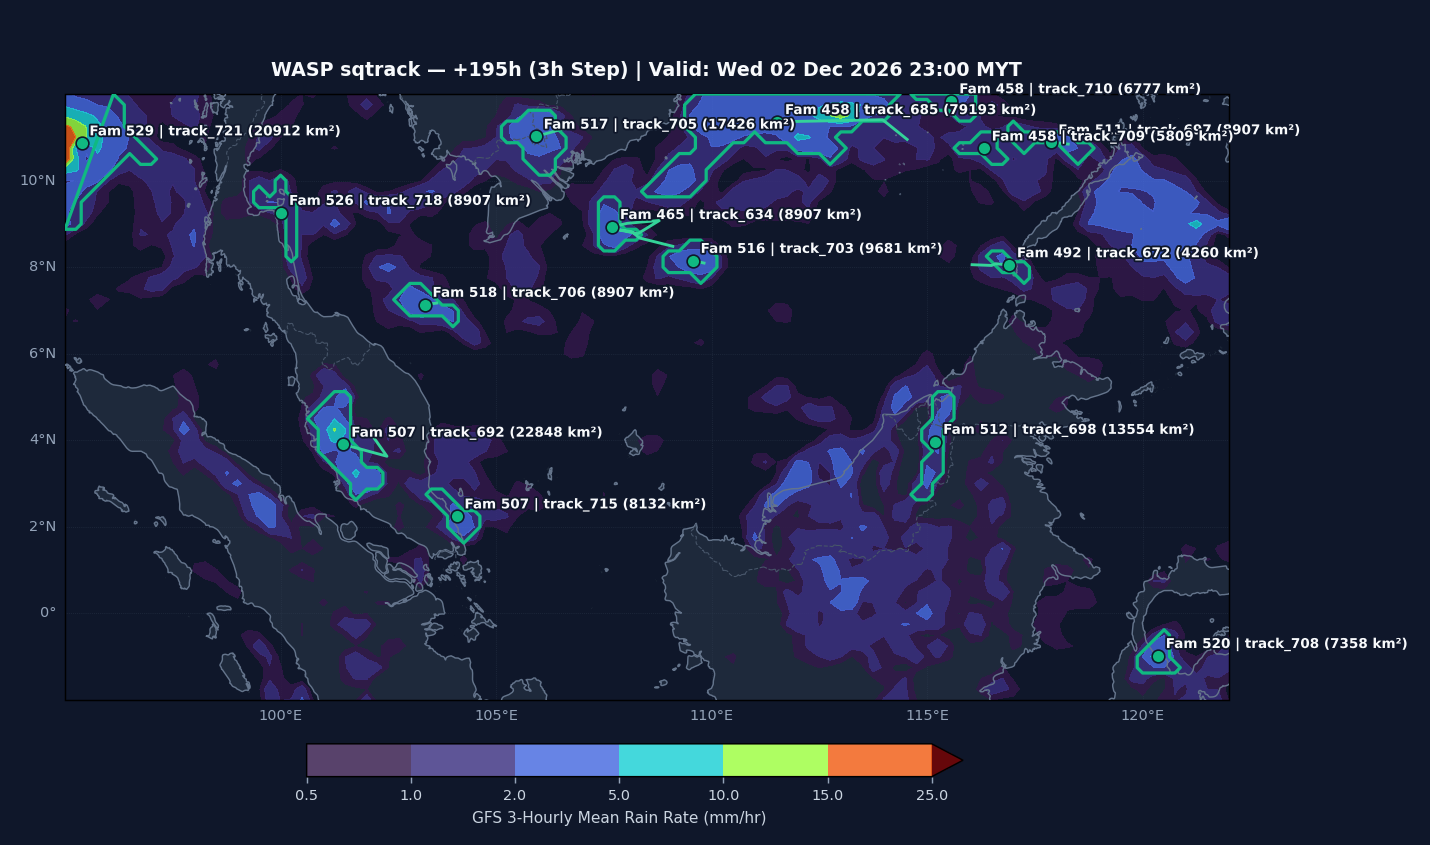 WASP sqtrack — +195h (3h Step) | Valid: Wed 02 Dec 2026 23:00 MYT
Fam 458 | track_710 (6777 km²)
Fam 458 | track_685 (79193 km²)
Fam 517 | track_705 (17426 km²)
Fam 529 | track_721 (20912 km²)
Fam 458 | track_709 (5809 km²)
10°N
Fam 526 | track_718 (8907 km²)
Fam 465 | track_634 (8907 km²)
Fam 516 | track_703 (9681 km²)
Fam 492 | track_672 (4260 km²)
8°N
Fam 518 | track_706 (8907 km²)
6°N
4°N
Fam 507 | track_692 (22848 km²)
Fam 512 | track_698 (13554 km²)
Fam 507 | track_715 (8132 km²)
2°N
0°
Fam 520 | track_708 (7358 km²)
100°E 105°E 110°E 115°E 120°E
0.5 1.0 2.0 5.0 10.0 15.0 25.0
GFS 3-Hourly Mean Rain Rate (mm/hr)